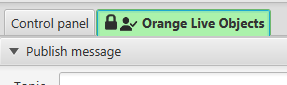 Control panel Orange Live Objects
Publish message
Topic